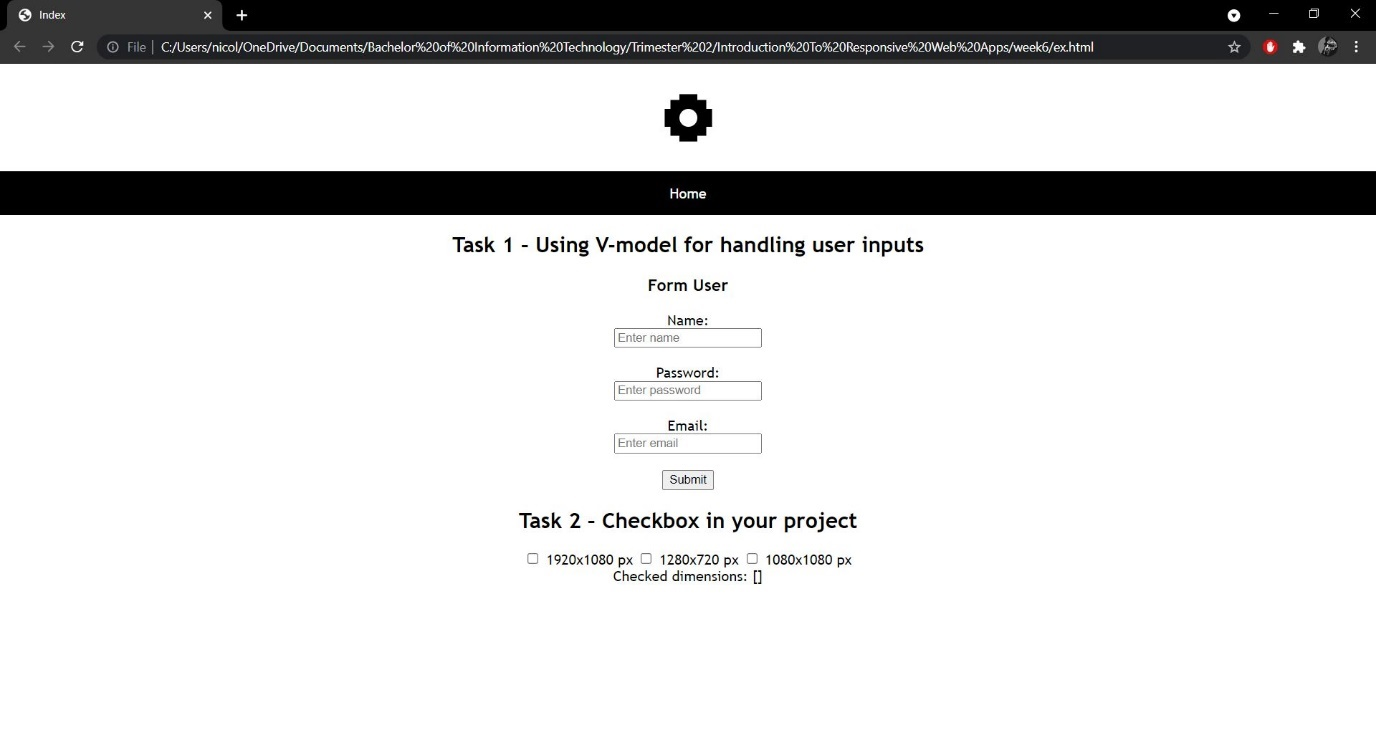 Index
File | C:/Users/nicol/OneDrive/Documents/Bachelor%20of%20Information%20Technology/Trimester%202/Introduction%20To%20Responsive%20Web%20Apps/week6/ex.html
Home
Task 1 - Using V-model for handling user inputs
Form User
Name:
Enter name
Password:
Enter password
Email:
Enter email
Submit
Task 2 - Checkbox in your project
1920x1080 px 1280x720 px 1080x1080 px
Checked dimensions: []